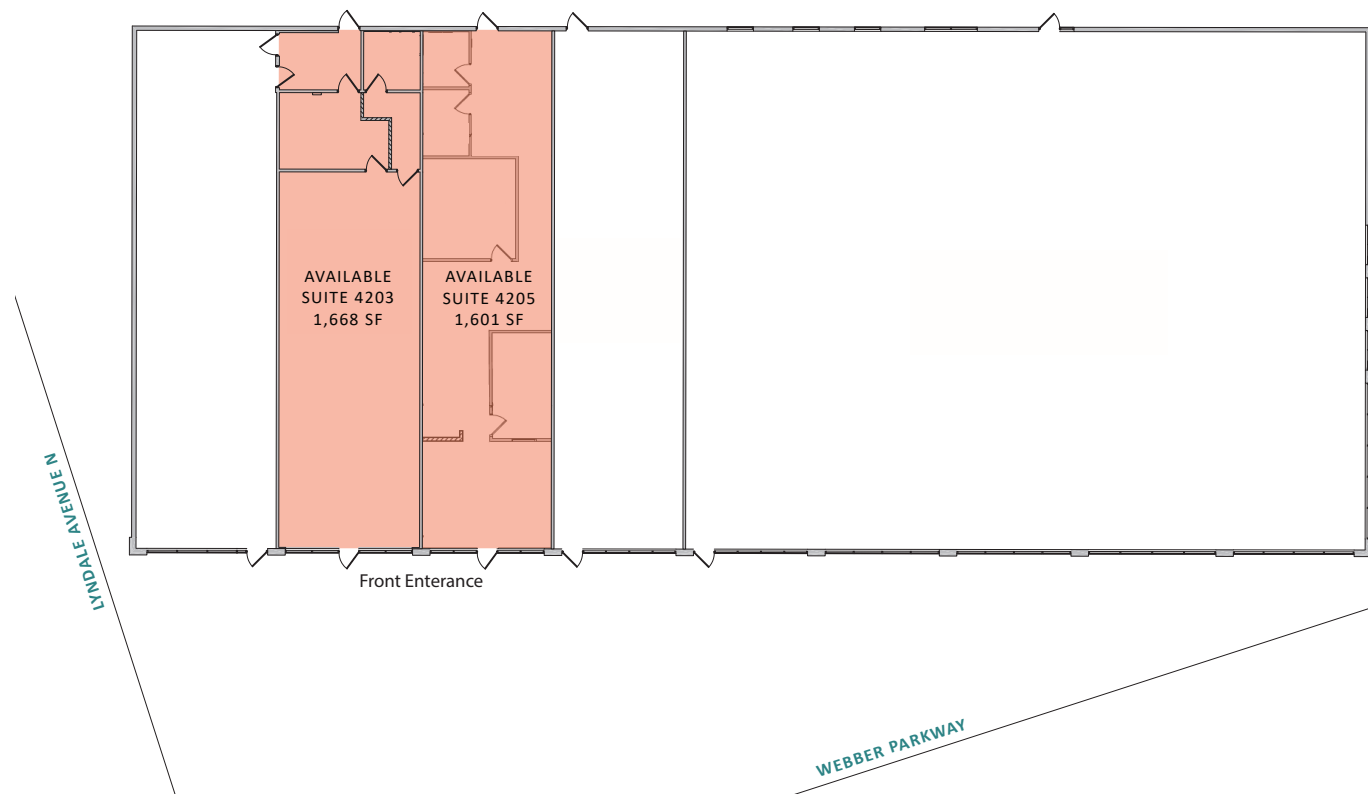 AVAILABLE
SUITE 4203
1,668 SF
AVAILABLE
SUITE 4205
1,601 SF
Front Enterance
LYNDALE AVENUE N
WEBBER PARKWAY